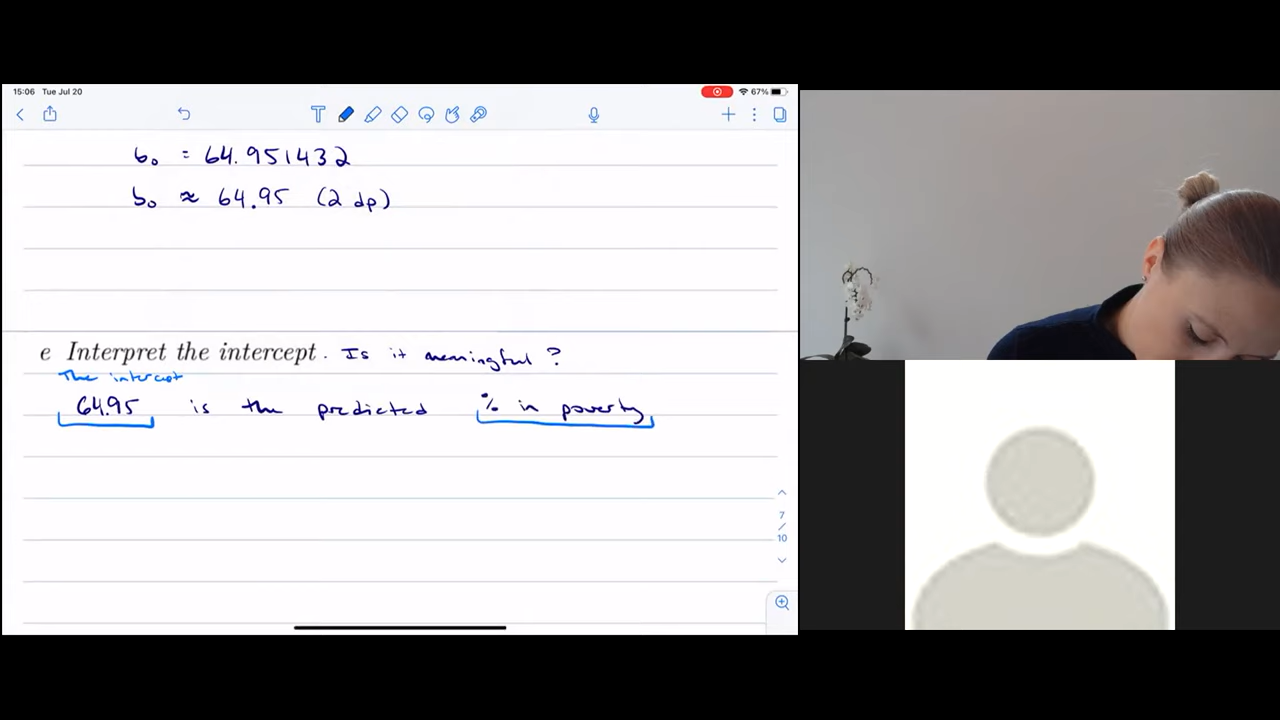 15:06 Tue Jul 20 67%
T
b₀ = 64.951432
b₀ ≈ 64.95 (2 dp)
e Interpret the intercept. Is it meaningful?
The intercept
64.95 is the predicted % in poverty
7
/
10